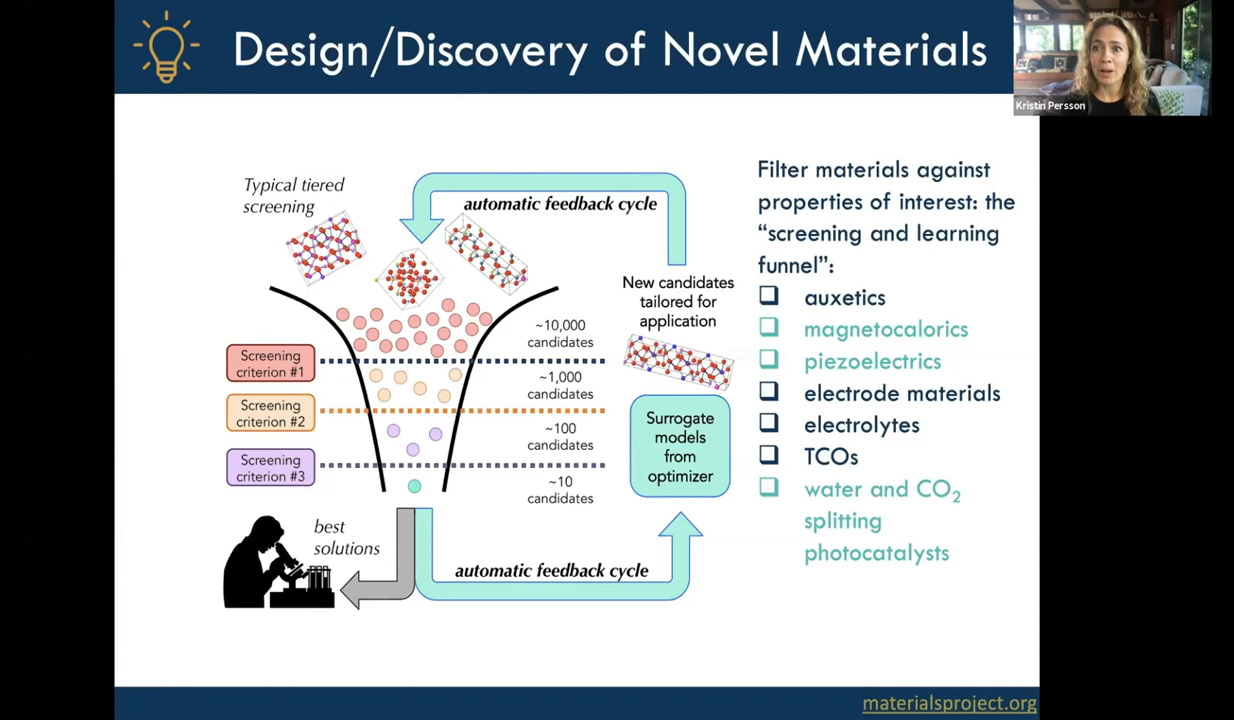 Design/Discovery of Novel Materials
Kristin Persson
Typical tiered
screening
automatic feedback cycle
New candidates
tailored for
application
~10,000
candidates
Screening
criterion #1
~1,000
candidates
Screening
criterion #2
~100
candidates
Screening
criterion #3
~10
candidates
Surrogate
models
from
optimizer
best
solutions
automatic feedback cycle
Filter materials against
properties of interest: the
“screening and learning
funnel”:
auxetics
magnetocalorics
piezoelectrics
electrode materials
electrolytes
TCOs
water and CO₂
splitting
photocatalysts
materialsproject.org